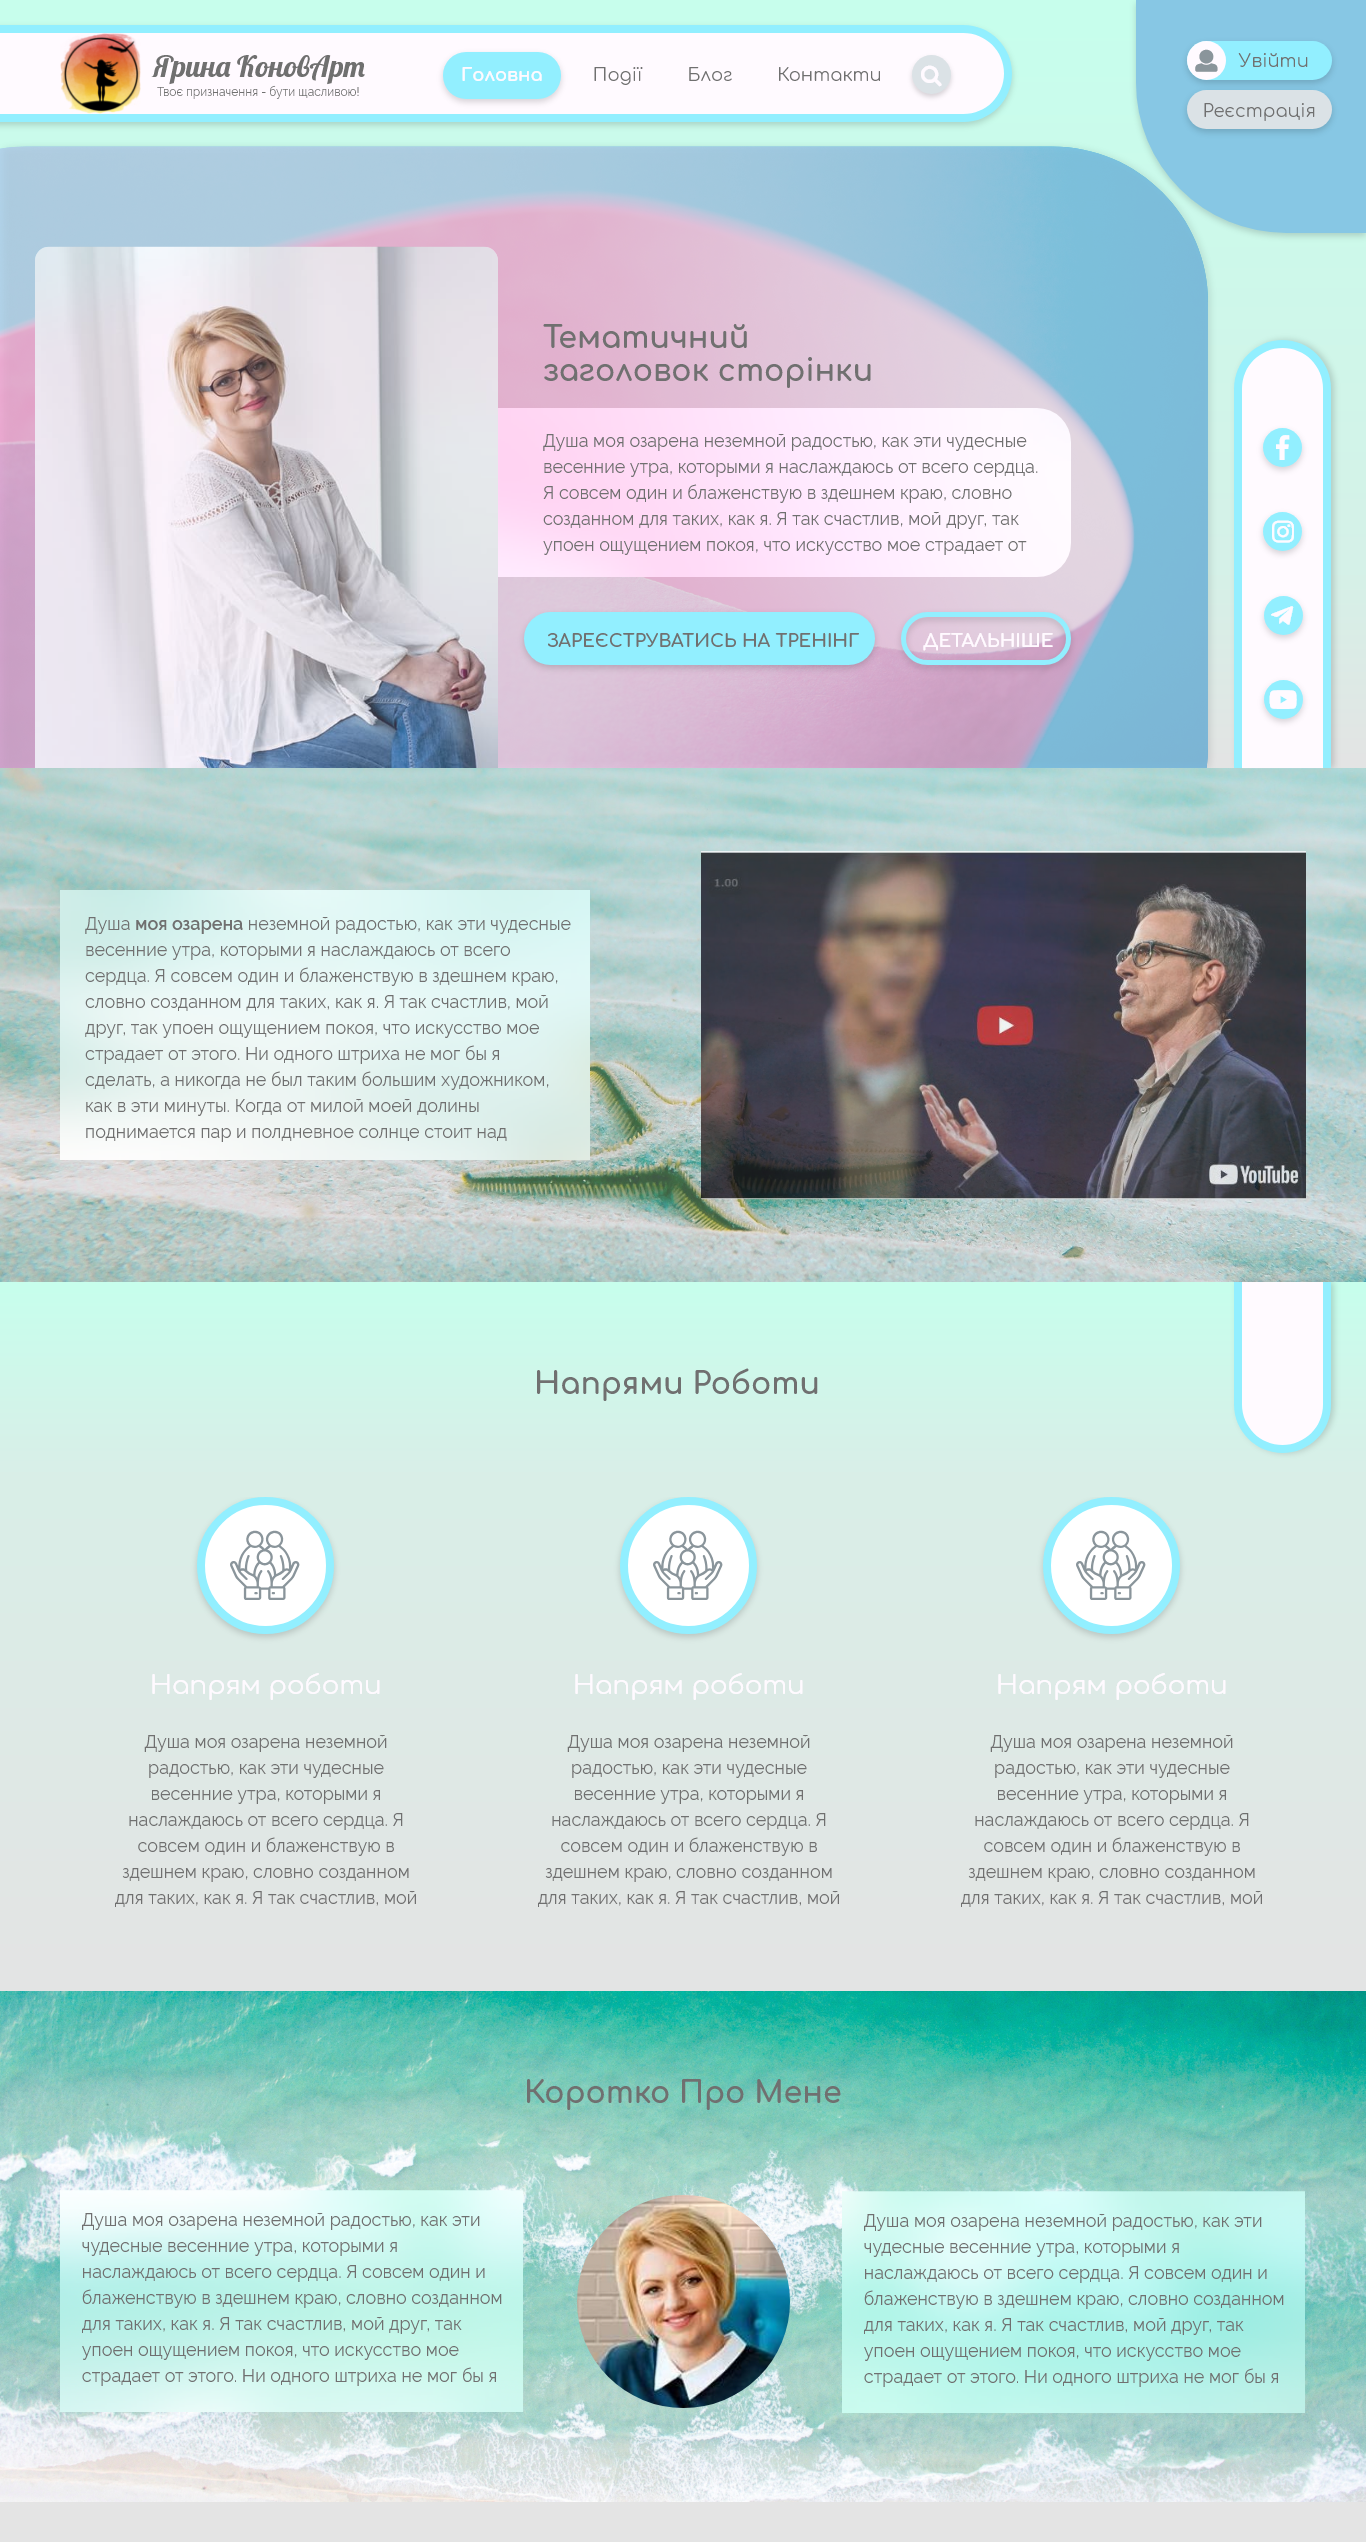 Ярина КоновАрт
Твоє призначення - бути щасливою!
Головна
Події
Блог
Контакти
Увійти
Реєстрація
Тематичний
заголовок сторінки
Душа моя озарена неземной радостью, как эти чудесные
весенние утра, которыми я наслаждаюсь от всего сердца.
Я совсем один и блаженствую в здешнем краю, словно
созданном для таких, как я. Я так счастлив, мой друг, так
упоен ощущением покоя, что искусство мое страдает от
ЗАРЕЄСТРУВАТИСЬ НА ТРЕНІНГ
ДЕТАЛЬНІШЕ
Душа моя озарена неземной радостью, как эти чудесные
весенние утра, которыми я наслаждаюсь от всего
сердца. Я совсем один и блаженствую в здешнем краю,
словно созданном для таких, как я. Я так счастлив, мой
друг, так упоен ощущением покоя, что искусство мое
страдает от этого. Ни одного штриха не мог бы я
сделать, а никогда не был таким большим художником,
как в эти минуты. Когда от милой моей долины
поднимается пар и полдневное солнце стоит над
1.00
YouTube
Напрями Роботи
Напрям роботи
Душа моя озарена неземной
радостью, как эти чудесные
весенние утра, которыми я
наслаждаюсь от всего сердца. Я
совсем один и блаженствую в
здешнем краю, словно созданном
для таких, как я. Я так счастлив, мой
Напрям роботи
Душа моя озарена неземной
радостью, как эти чудесные
весенние утра, которыми я
наслаждаюсь от всего сердца. Я
совсем один и блаженствую в
здешнем краю, словно созданном
для таких, как я. Я так счастлив, мой
Напрям роботи
Душа моя озарена неземной
радостью, как эти чудесные
весенние утра, которыми я
наслаждаюсь от всего сердца. Я
совсем один и блаженствую в
здешнем краю, словно созданном
для таких, как я. Я так счастлив, мой
Коротко Про Мене
Душа моя озарена неземной радостью, как эти
чудесные весенние утра, которыми я
наслаждаюсь от всего сердца. Я совсем один и
блаженствую в здешнем краю, словно созданном
для таких, как я. Я так счастлив, мой друг, так
упоен ощущением покоя, что искусство мое
страдает от этого. Ни одного штриха не мог бы я
Душа моя озарена неземной радостью, как эти
чудесные весенние утра, которыми я
наслаждаюсь от всего сердца. Я совсем один и
блаженствую в здешнем краю, словно созданном
для таких, как я. Я так счастлив, мой друг, так
упоен ощущением покоя, что искусство мое
страдает от этого. Ни одного штриха не мог бы я